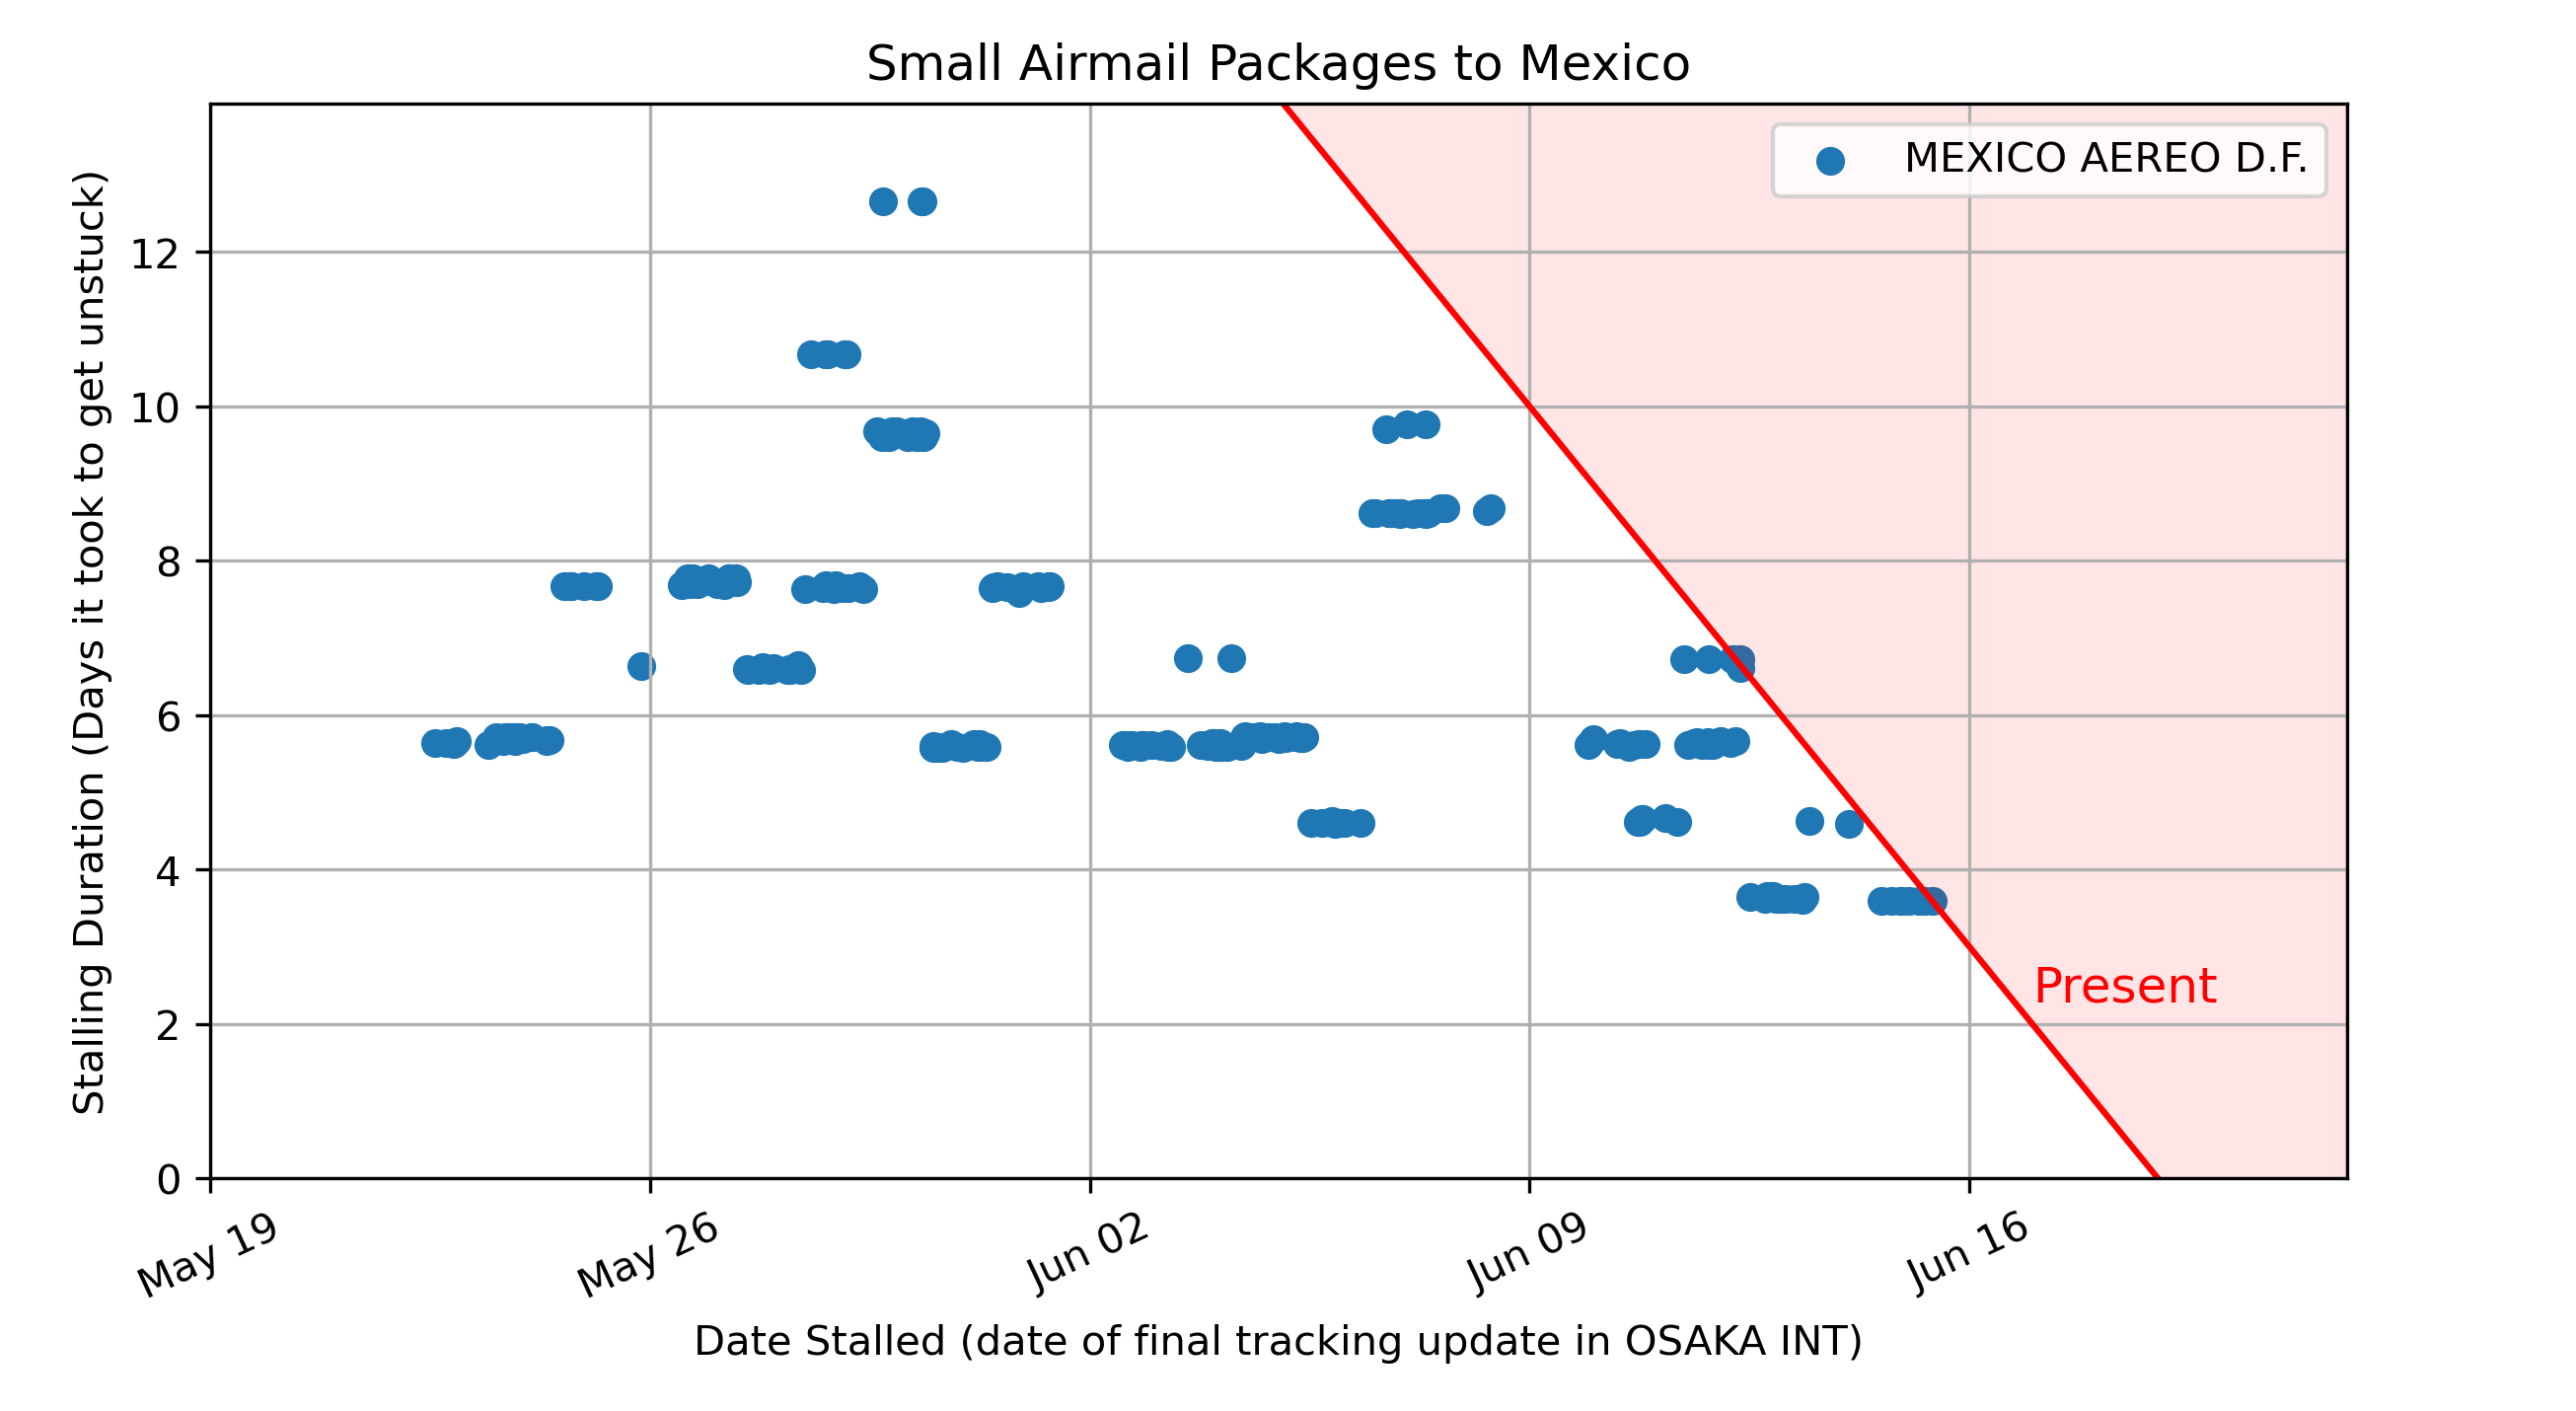 Small Airmail Packages to Mexico
MEXICO AEREO D.F.
Stalling Duration (Days it took to get unstuck)
12
10
8
6
4
2
0
Present
May 19
May 26
Jun 02
Jun 09
Jun 16
Date Stalled (date of final tracking update in OSAKA INT)